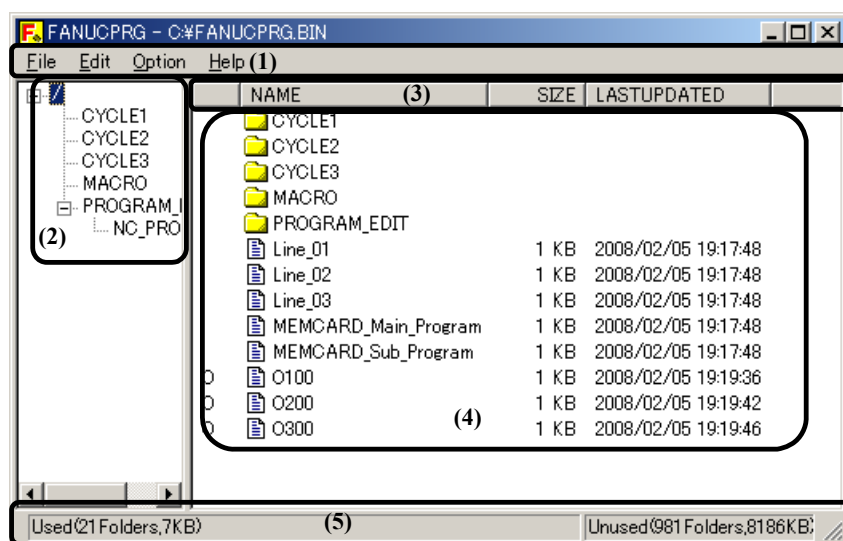 FANUCPRG - C:¥FANUCPRG.BIN
File Edit Option Help (1)
/
CYCLE1
CYCLE2
CYCLE3
MACRO
PROGRAM_
NC_PRO
(2)
NAME (3) SIZE LASTUPDATED
CYCLE1
CYCLE2
CYCLE3
MACRO
PROGRAM_EDIT
Line_01 1 KB 2008/02/05 19:17:48
Line_02 1 KB 2008/02/05 19:17:48
Line_03 1 KB 2008/02/05 19:17:48
MEMCARD_Main_Program 1 KB 2008/02/05 19:17:48
MEMCARD_Sub_Program 1 KB 2008/02/05 19:17:48
O O100 1 KB 2008/02/05 19:19:36
O O200 1 KB 2008/02/05 19:19:42
O O300 1 KB 2008/02/05 19:19:46
(4)
Used(21 Folders,7KB) (5) Unused(981 Folders,8186KB)